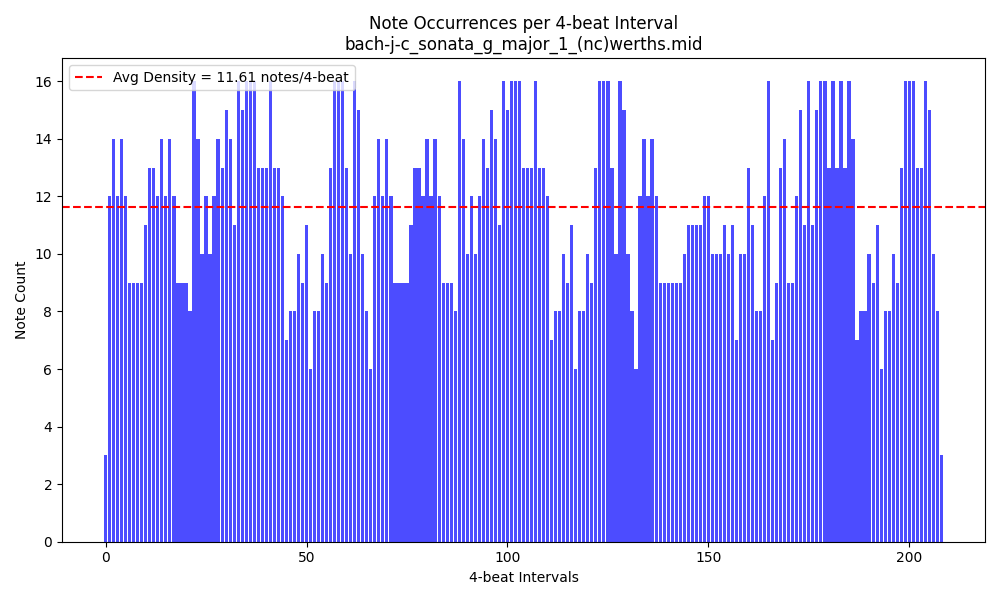 Note Occurrences per 4-beat Interval
bach-j-c_sonata_g_major_1_(nc)werths.mid
Avg Density = 11.61 notes/4-beat
Note Count
16
14
12
10
8
6
4
2
0
0 50 100 150 200
4-beat Intervals